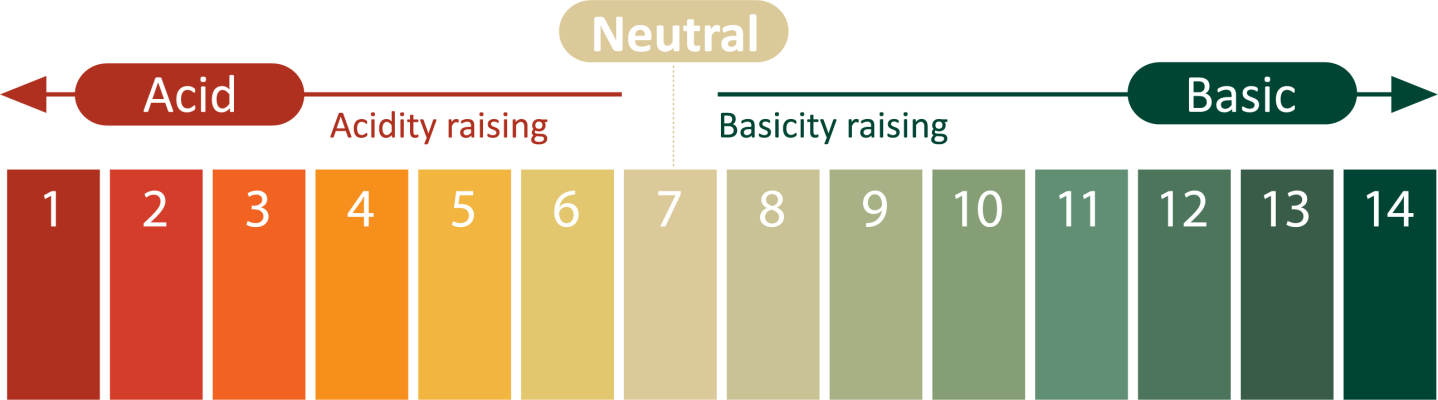 Neutral
Acid
Basic
Acidity raising
Basicity raising
1 2 3 4 5 6 7 8 9 10 11 12 13 14